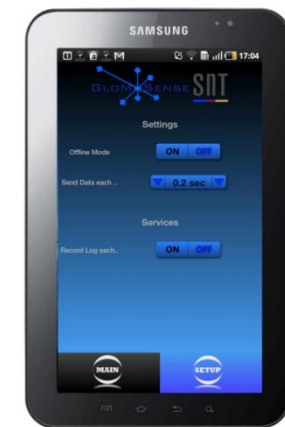 SAMSUNG
17:04
GLOMOSENSE SNT
Settings
Offline Mode ON OFF
Send Data each .. 0.2 sec
Services
Record Log each.. ON OFF
MAIN SETUP